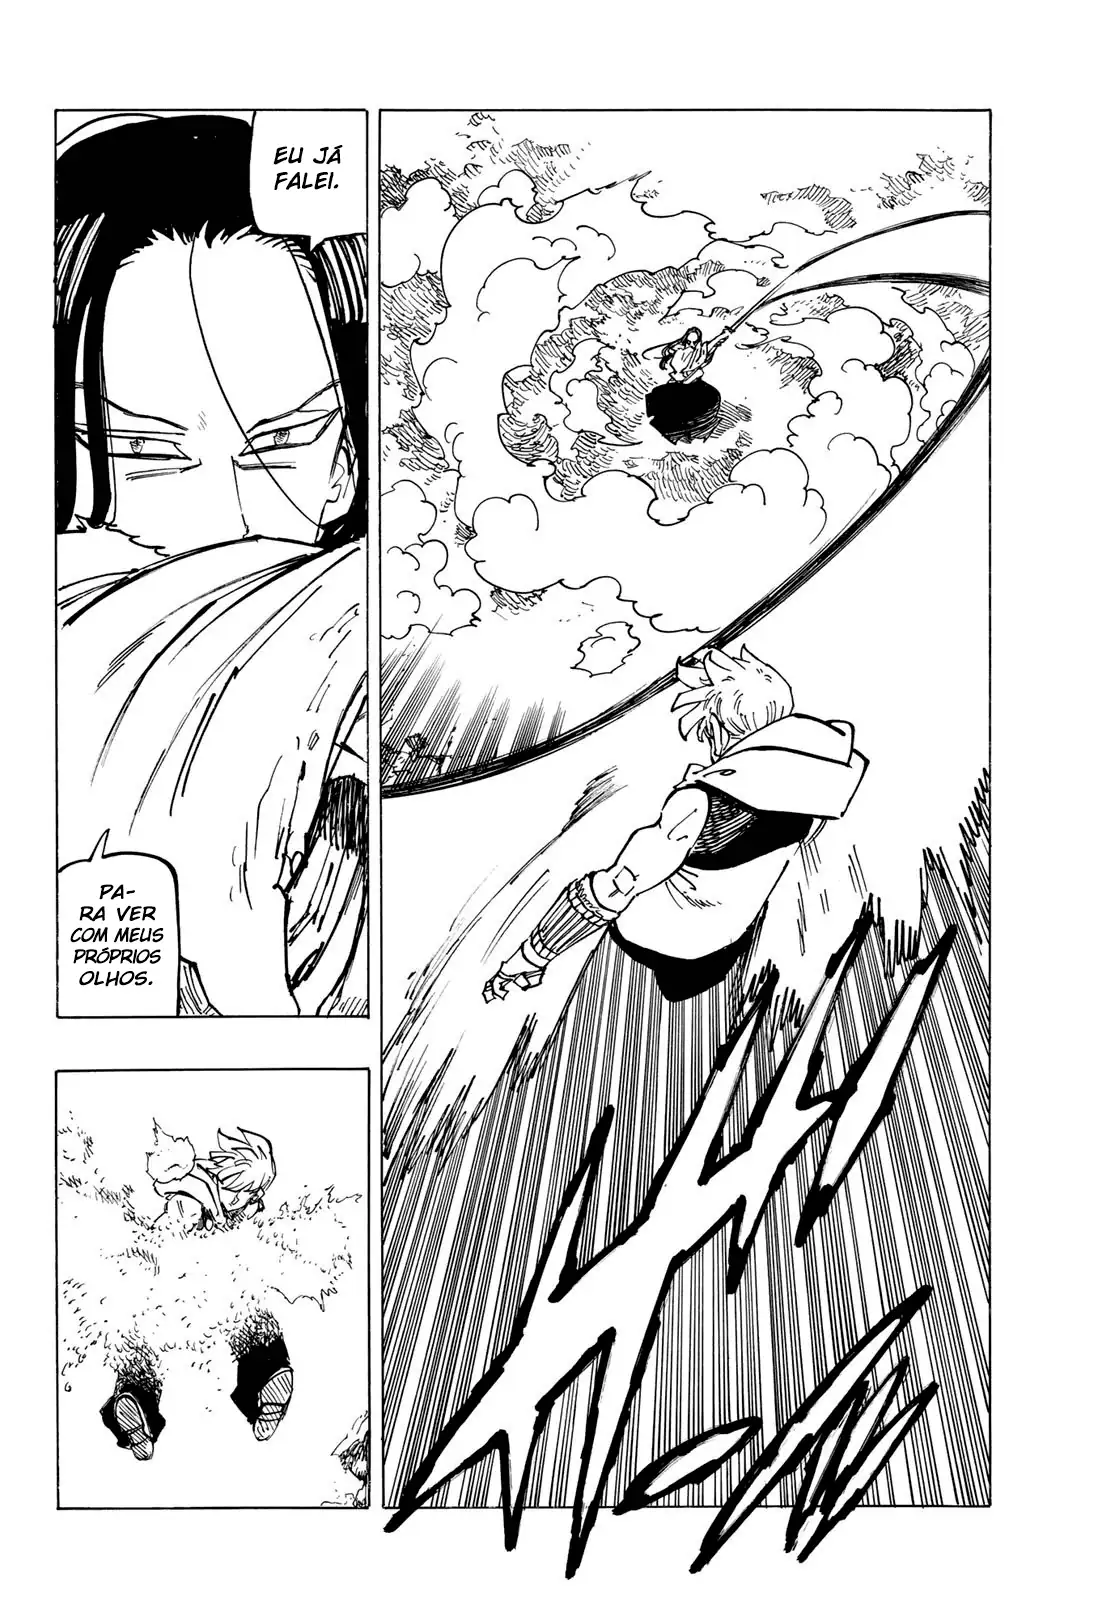 EU JÁ
FALEI.
PA-
RA VER
COM MEUS
PRÓPRIOS
OLHOS.